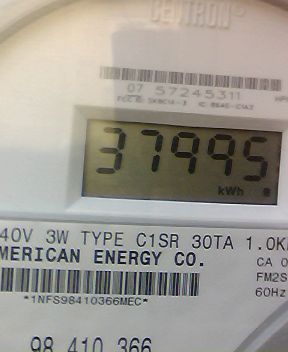 CENTRON®
07 57245311
37995
kWh
40V 3W TYPE C1SR 30TA 1.0K
MERICAN ENERGY CO.
CA 0
FM2S
60Hz
*1NFS98410366MEC*
98 410 366